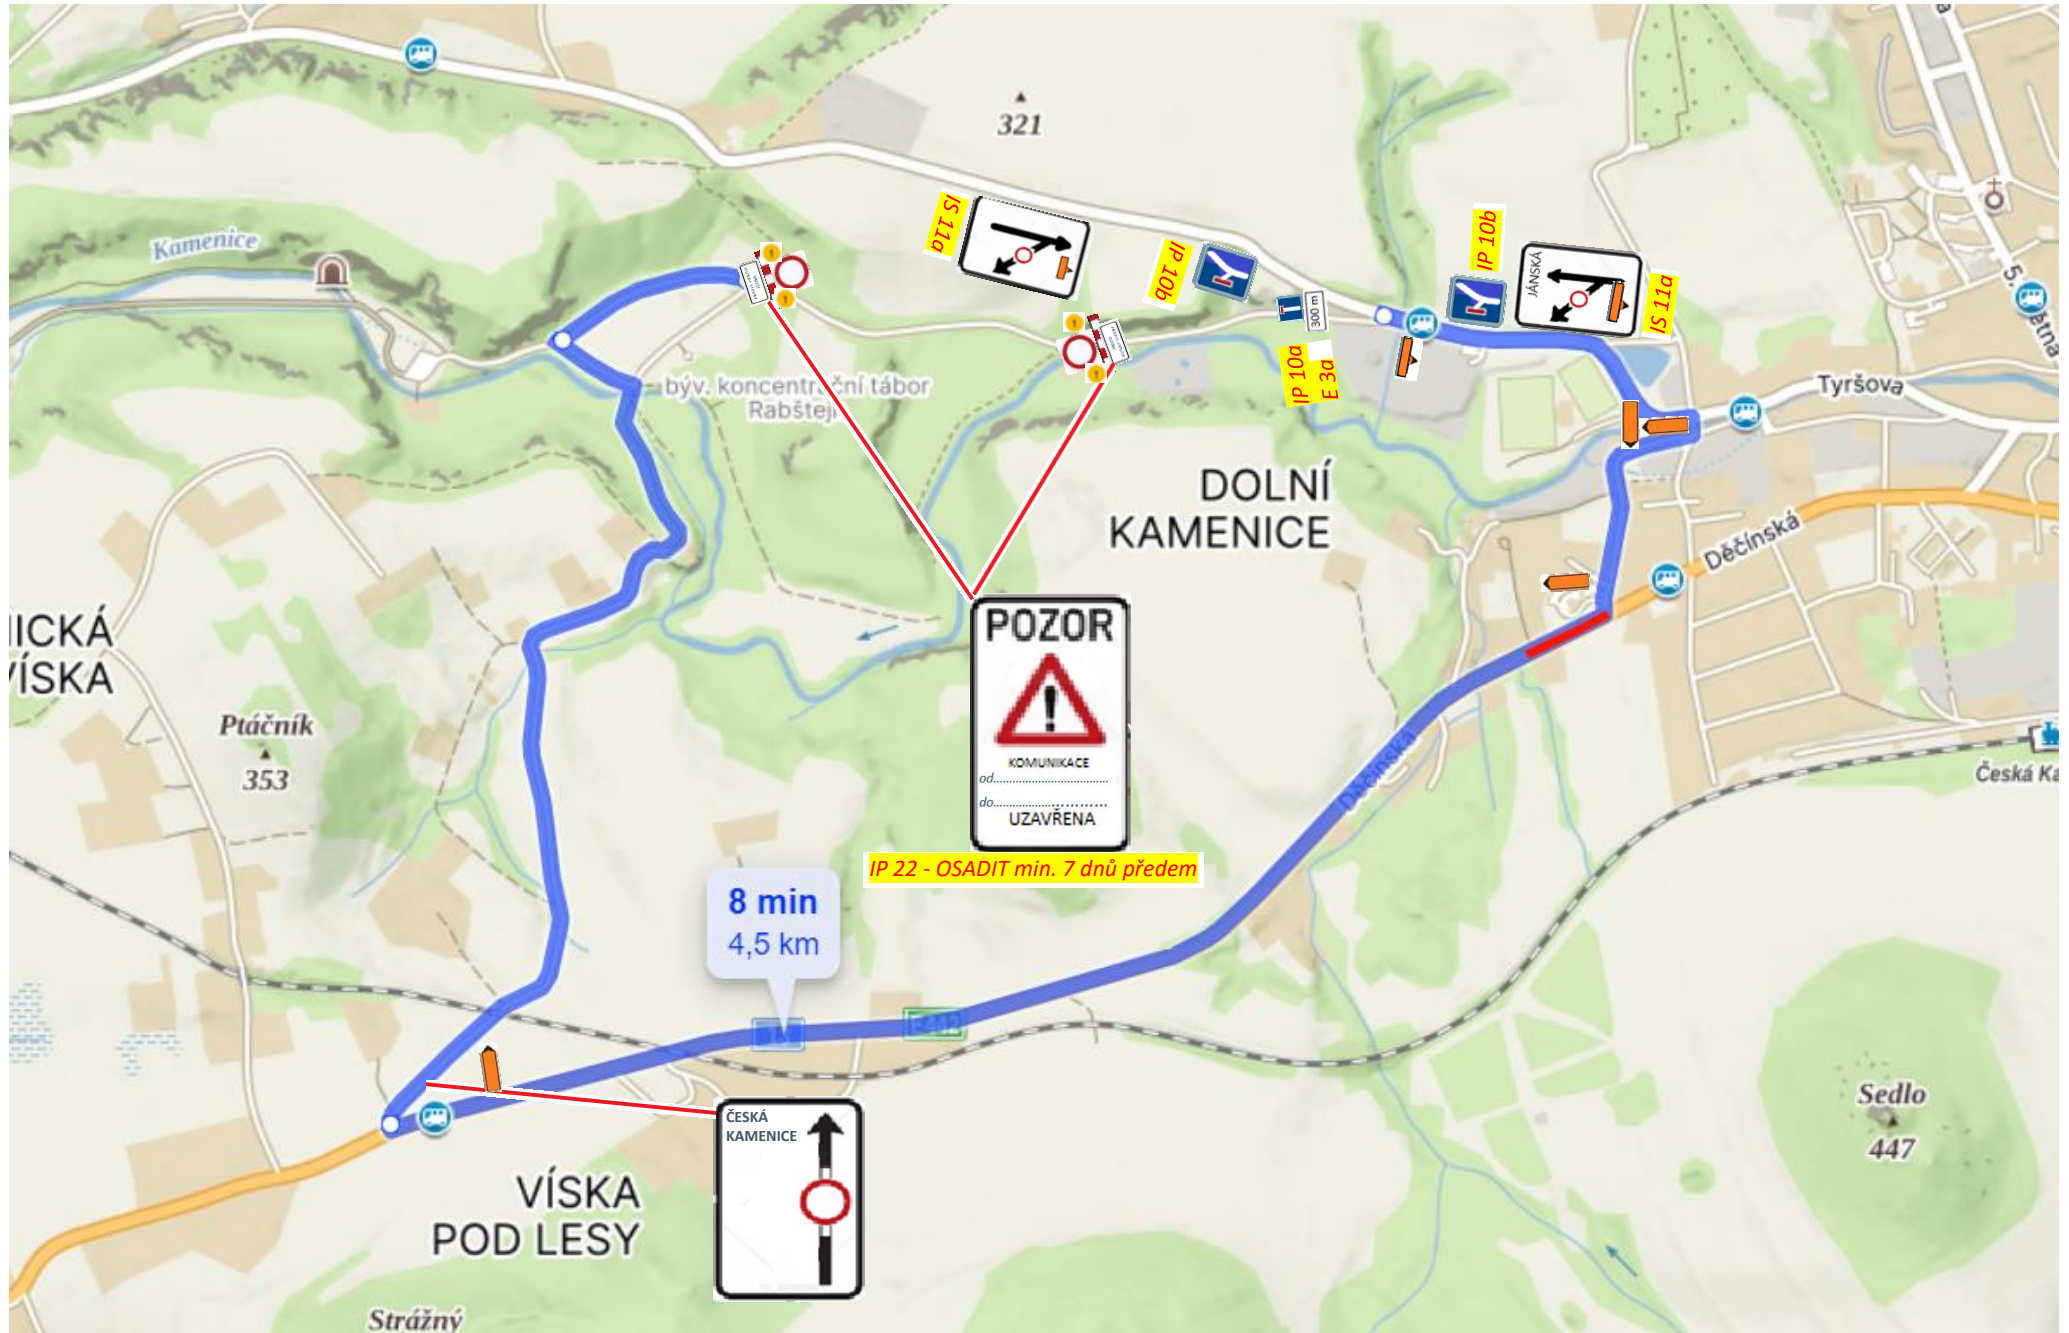 321
Kamenice
IS 11a
IP 10b
IP 10b
JÁNSKÁ
IS 11a
300 m
IP 10a
E 3a
Tyršova
býv. koncentrační tábor
Rabštejn
DOLNÍ
KAMENICE
Děčínská
POZOR
KOMUNIKACE
od
do
UZAVŘENA
IP 22 - OSADIT min. 7 dnů předem
Ptáčník
353
ICKÁ
VÍSKA
Děčínská
Česká Ka
8 min
4,5 km
E442
Sedlo
447
ČESKÁ
KAMENICE
VÍSKA
POD LESY
Strážný